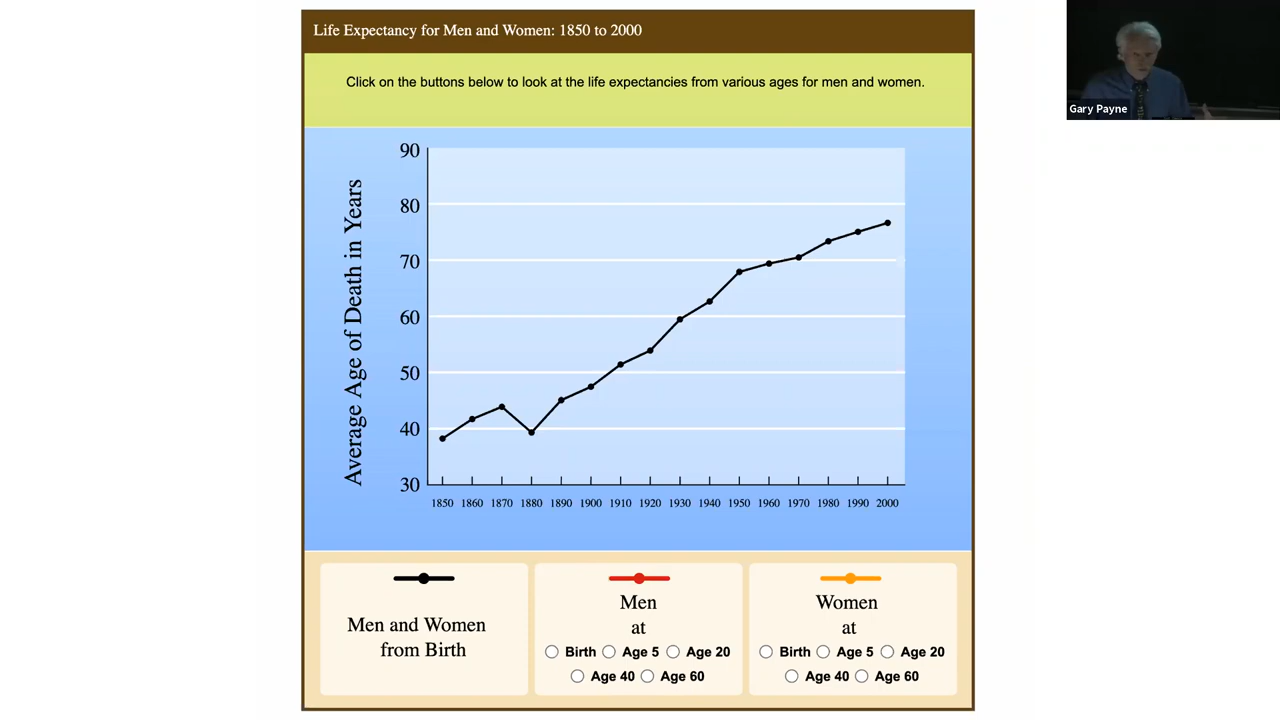 Life Expectancy for Men and Women: 1850 to 2000
Gary Payne
Click on the buttons below to look at the life expectancies from various ages for men and women.
Average Age of Death in Years
90
80
70
60
50
40
30
1850 1860 1870 1880 1890 1900 1910 1920 1930 1940 1950 1960 1970 1980 1990 2000
Men and Women
from Birth
Men
at
Birth Age 5 Age 20
Age 40 Age 60
Women
at
Birth Age 5 Age 20
Age 40 Age 60